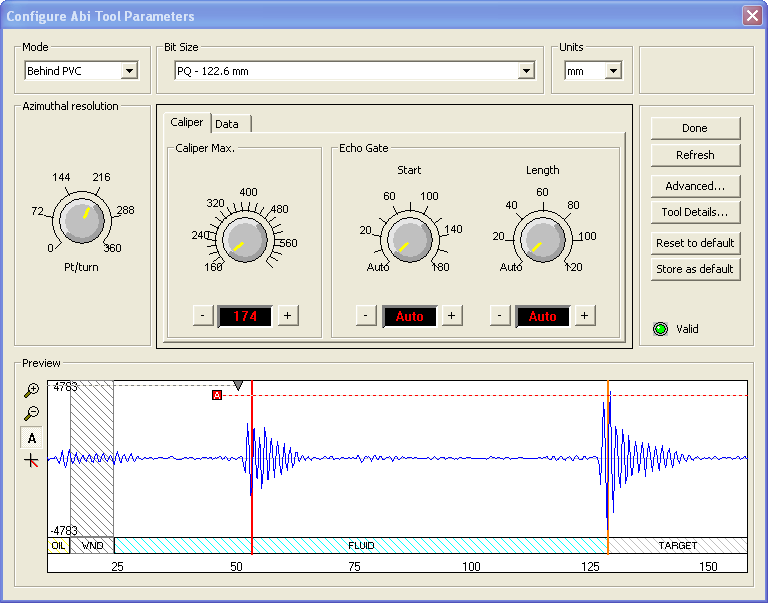 Configure Abi Tool Parameters
Mode
Behind PVC
Bit Size
PQ - 122.6 mm
Units
mm
Azimuthal resolution
0
72
144
216
288
360
Pt/turn
Caliper
Data
Caliper Max.
160
240
320
400
480
560
-
174
+
Echo Gate
Start
Auto
20
60
100
140
180
-
Auto
+
Length
Auto
20
40
60
80
100
120
-
Auto
+
Done
Refresh
Advanced...
Tool Details...
Reset to default
Store as default
Valid
Preview
A
4783
A
-4783
OIL WND FLUID TARGET
25 50 75 100 125 150